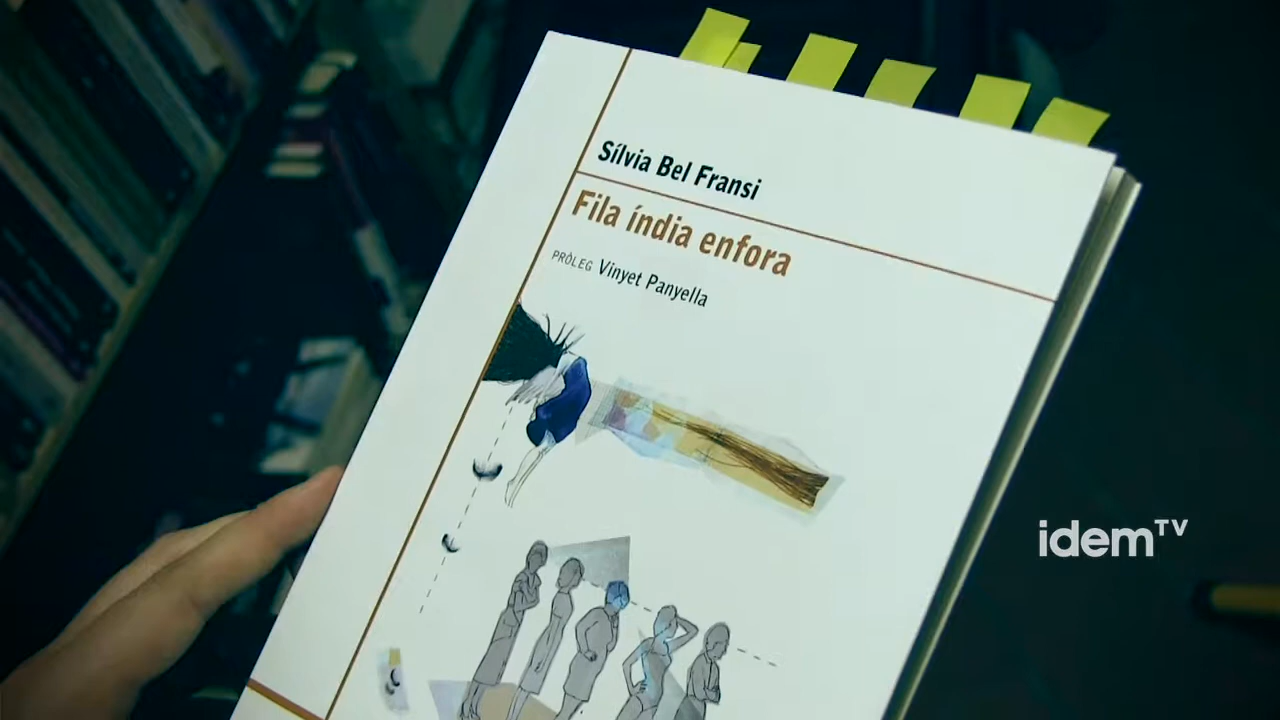 Sílvia Bel Fransi
Fila índia enfora
PRÒLEG Vinyet Panyella
idemTV